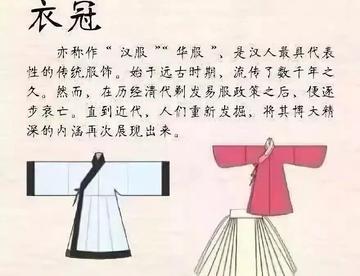 衣冠
亦称作“汉服”“华服”，是汉人最具代表
性的传统服饰。始于远古时期，流传了数千年之
久。然而，在历经清代剃发易服政策之后，便逐
步衰亡。直到近代，人们重新发掘，将其博大精
深的内涵再次展现出来。